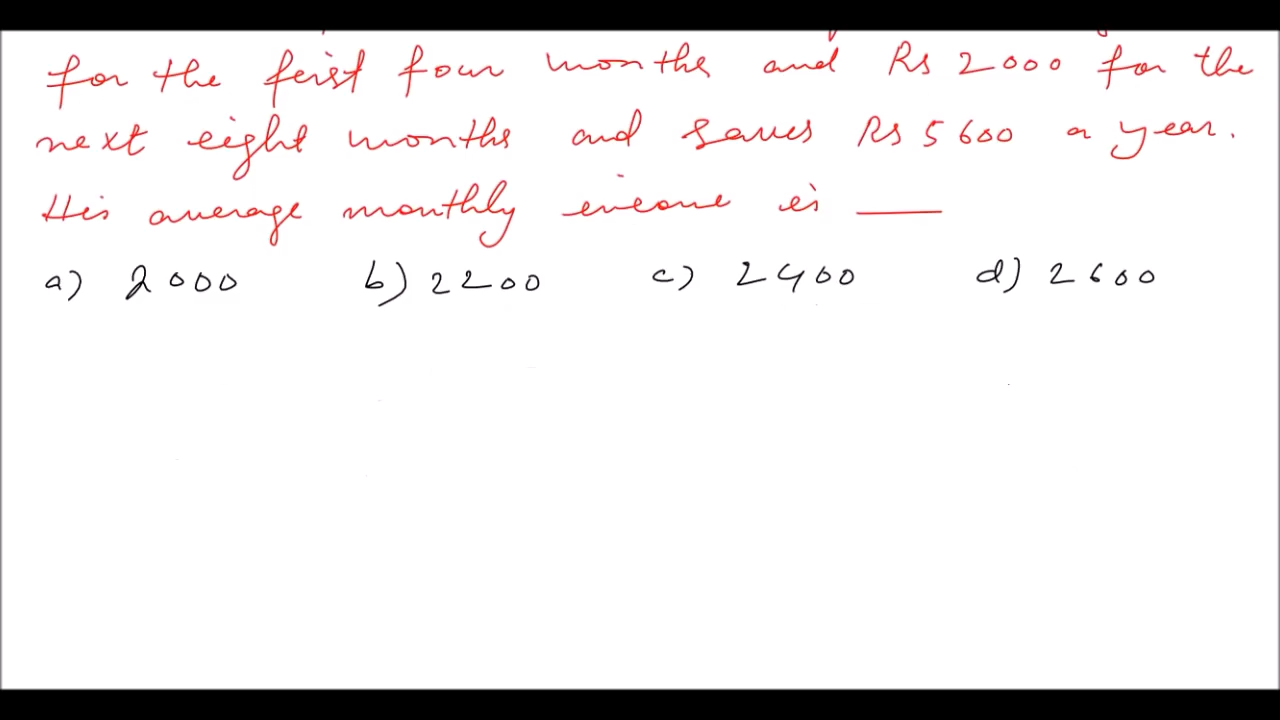 for the first four months and Rs 2000 for the
next eight months and saves Rs 5600 a year.
His average monthly income is ____
a) 2000 b) 2200 c) 2400 d) 2600